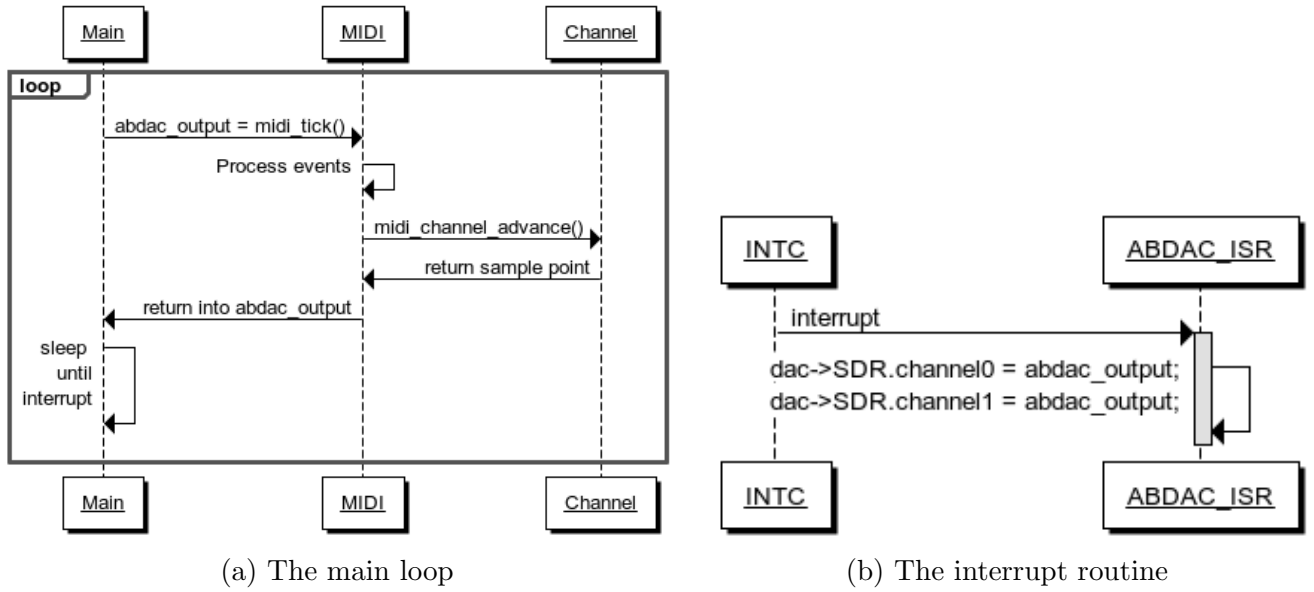 Main
MIDI
Channel
loop
abdac_output = midi_tick()
Process events
midi_channel_advance()
return sample point
return into abdac_output
sleep
until
interrupt
Main
MIDI
Channel
(a) The main loop
INTC
ABDAC_ISR
interrupt
dac->SDR.channel0 = abdac_output;
dac->SDR.channel1 = abdac_output;
INTC
ABDAC_ISR
(b) The interrupt routine